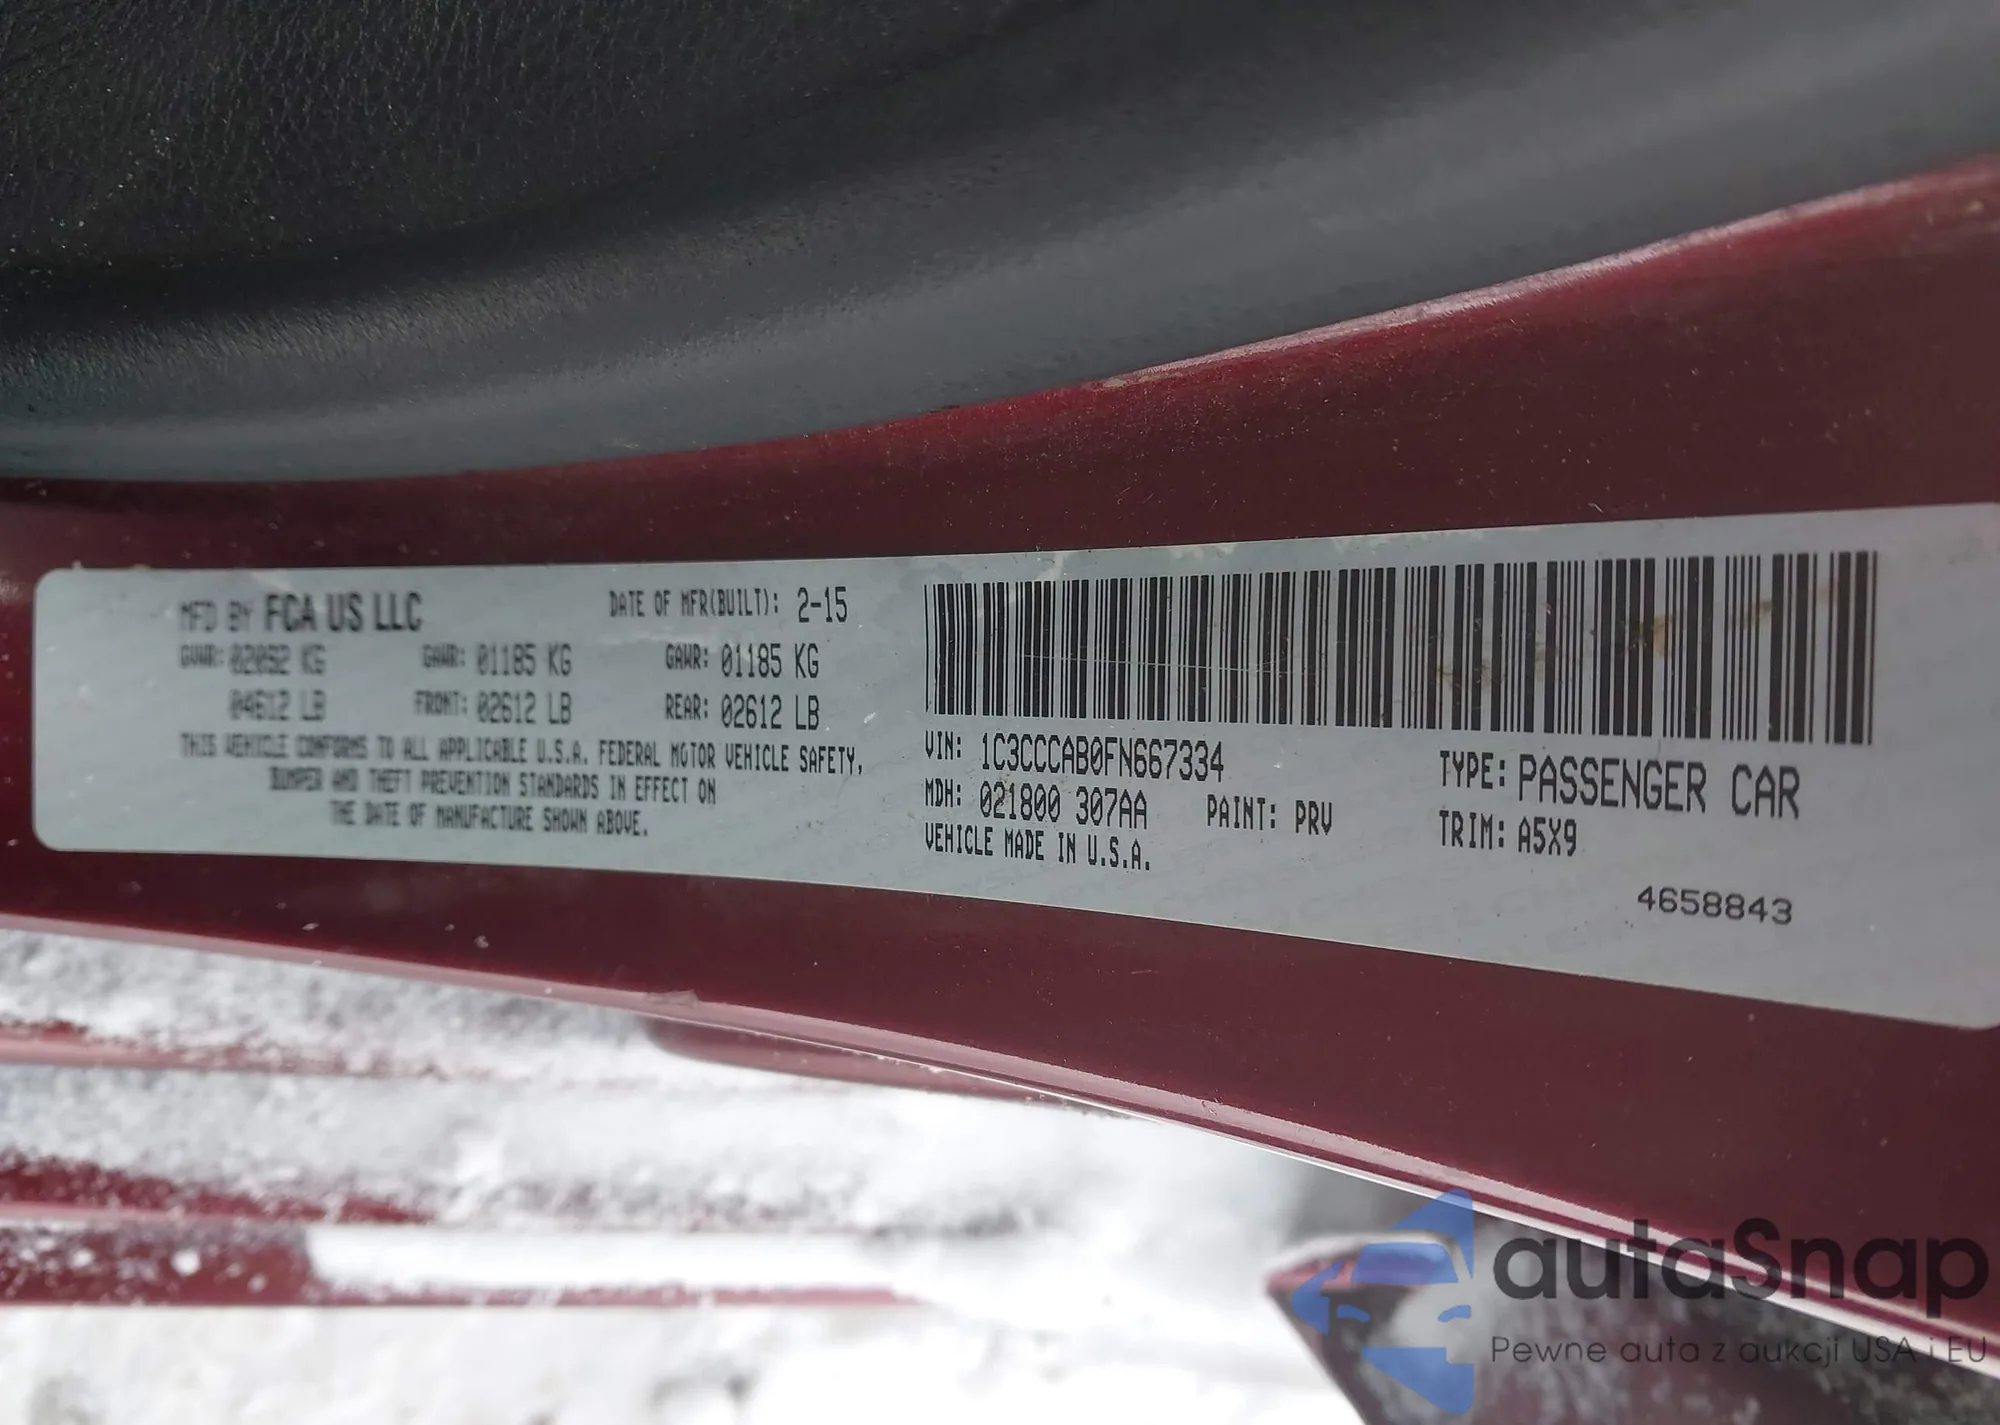 MFD BY FCA US LLC DATE OF MFR(BUILT): 2-15
GVWR: 02092 KG GAWR: 01185 KG GAWR: 01185 KG
04612 LB FRONT: 02612 LB REAR: 02612 LB
THIS VEHICLE CONFORMS TO ALL APPLICABLE U.S.A. FEDERAL MOTOR VEHICLE SAFETY,
BUMPER AND THEFT PREVENTION STANDARDS IN EFFECT ON
THE DATE OF MANUFACTURE SHOWN ABOVE.
VIN: 1C3CCCAB0FN667334
MDH: 021800 307AA PAINT: PRV
VEHICLE MADE IN U.S.A.
TYPE: PASSENGER CAR
TRIM: A5X9
4658843
autaSnap
Pewne auta z aukcji USA i EU